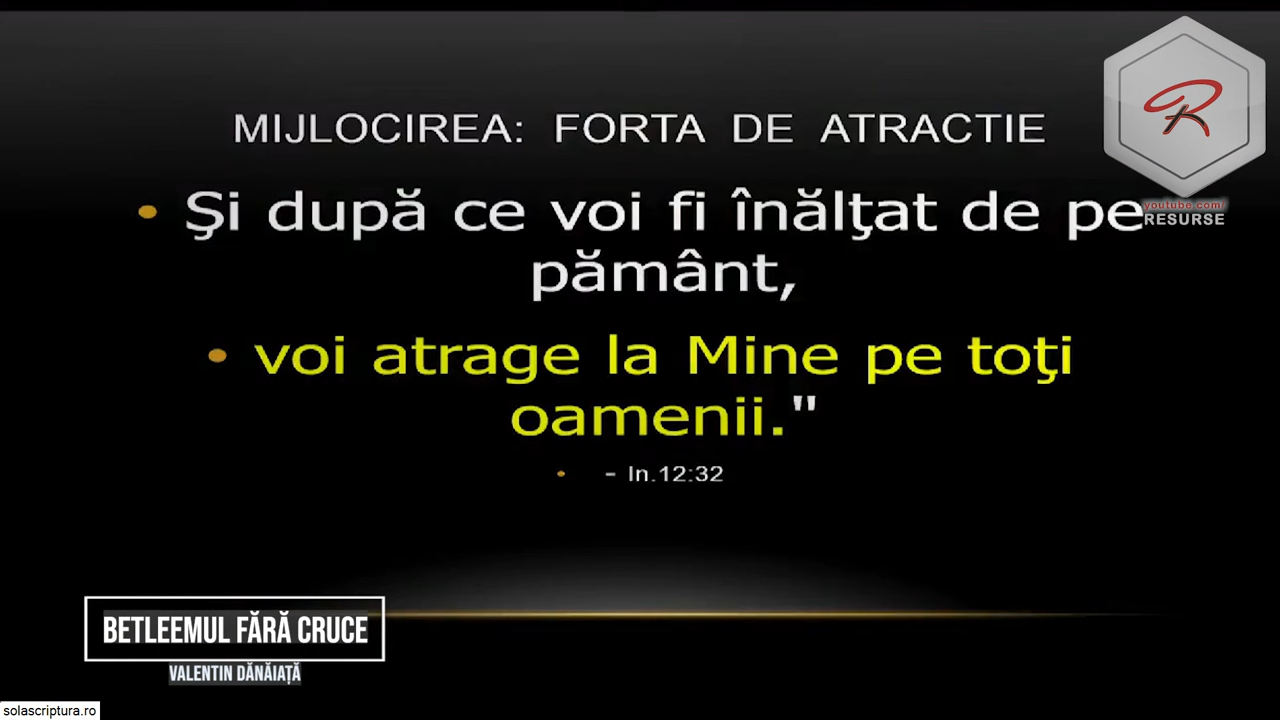 MIJLOCIREA: FORTA DE ATRACTIE
• Şi după ce voi fi înălţat de pe
pământ,
• voi atrage la Mine pe toţi
oamenii."
• – In.12:32
R
youtube.com/
RESURSE
BETLEEMUL FĂRĂ CRUCE
VALENTIN DĂNĂIAȚĂ
solascriptura.ro